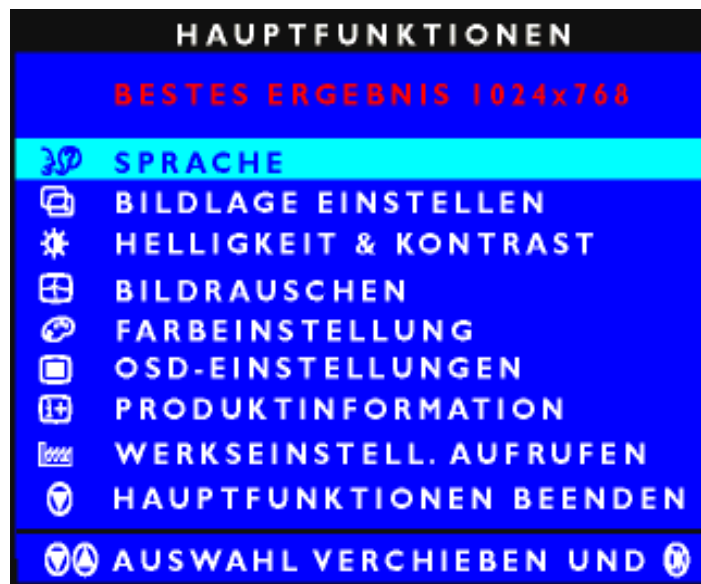 HAUPTFUNKTIONEN
BESTES ERGEBNIS 1024x768
SPRACHE
BILDLAGE EINSTELLEN
HELLIGKEIT & KONTRAST
BILDRAUSCHEN
FARBEINSTELLUNG
OSD-EINSTELLUNGEN
PRODUKTINFORMATION
WERKSEINSTELL. AUFRUFEN
HAUPTFUNKTIONEN BEENDEN
AUSWAHL VERCHIEBEN UND